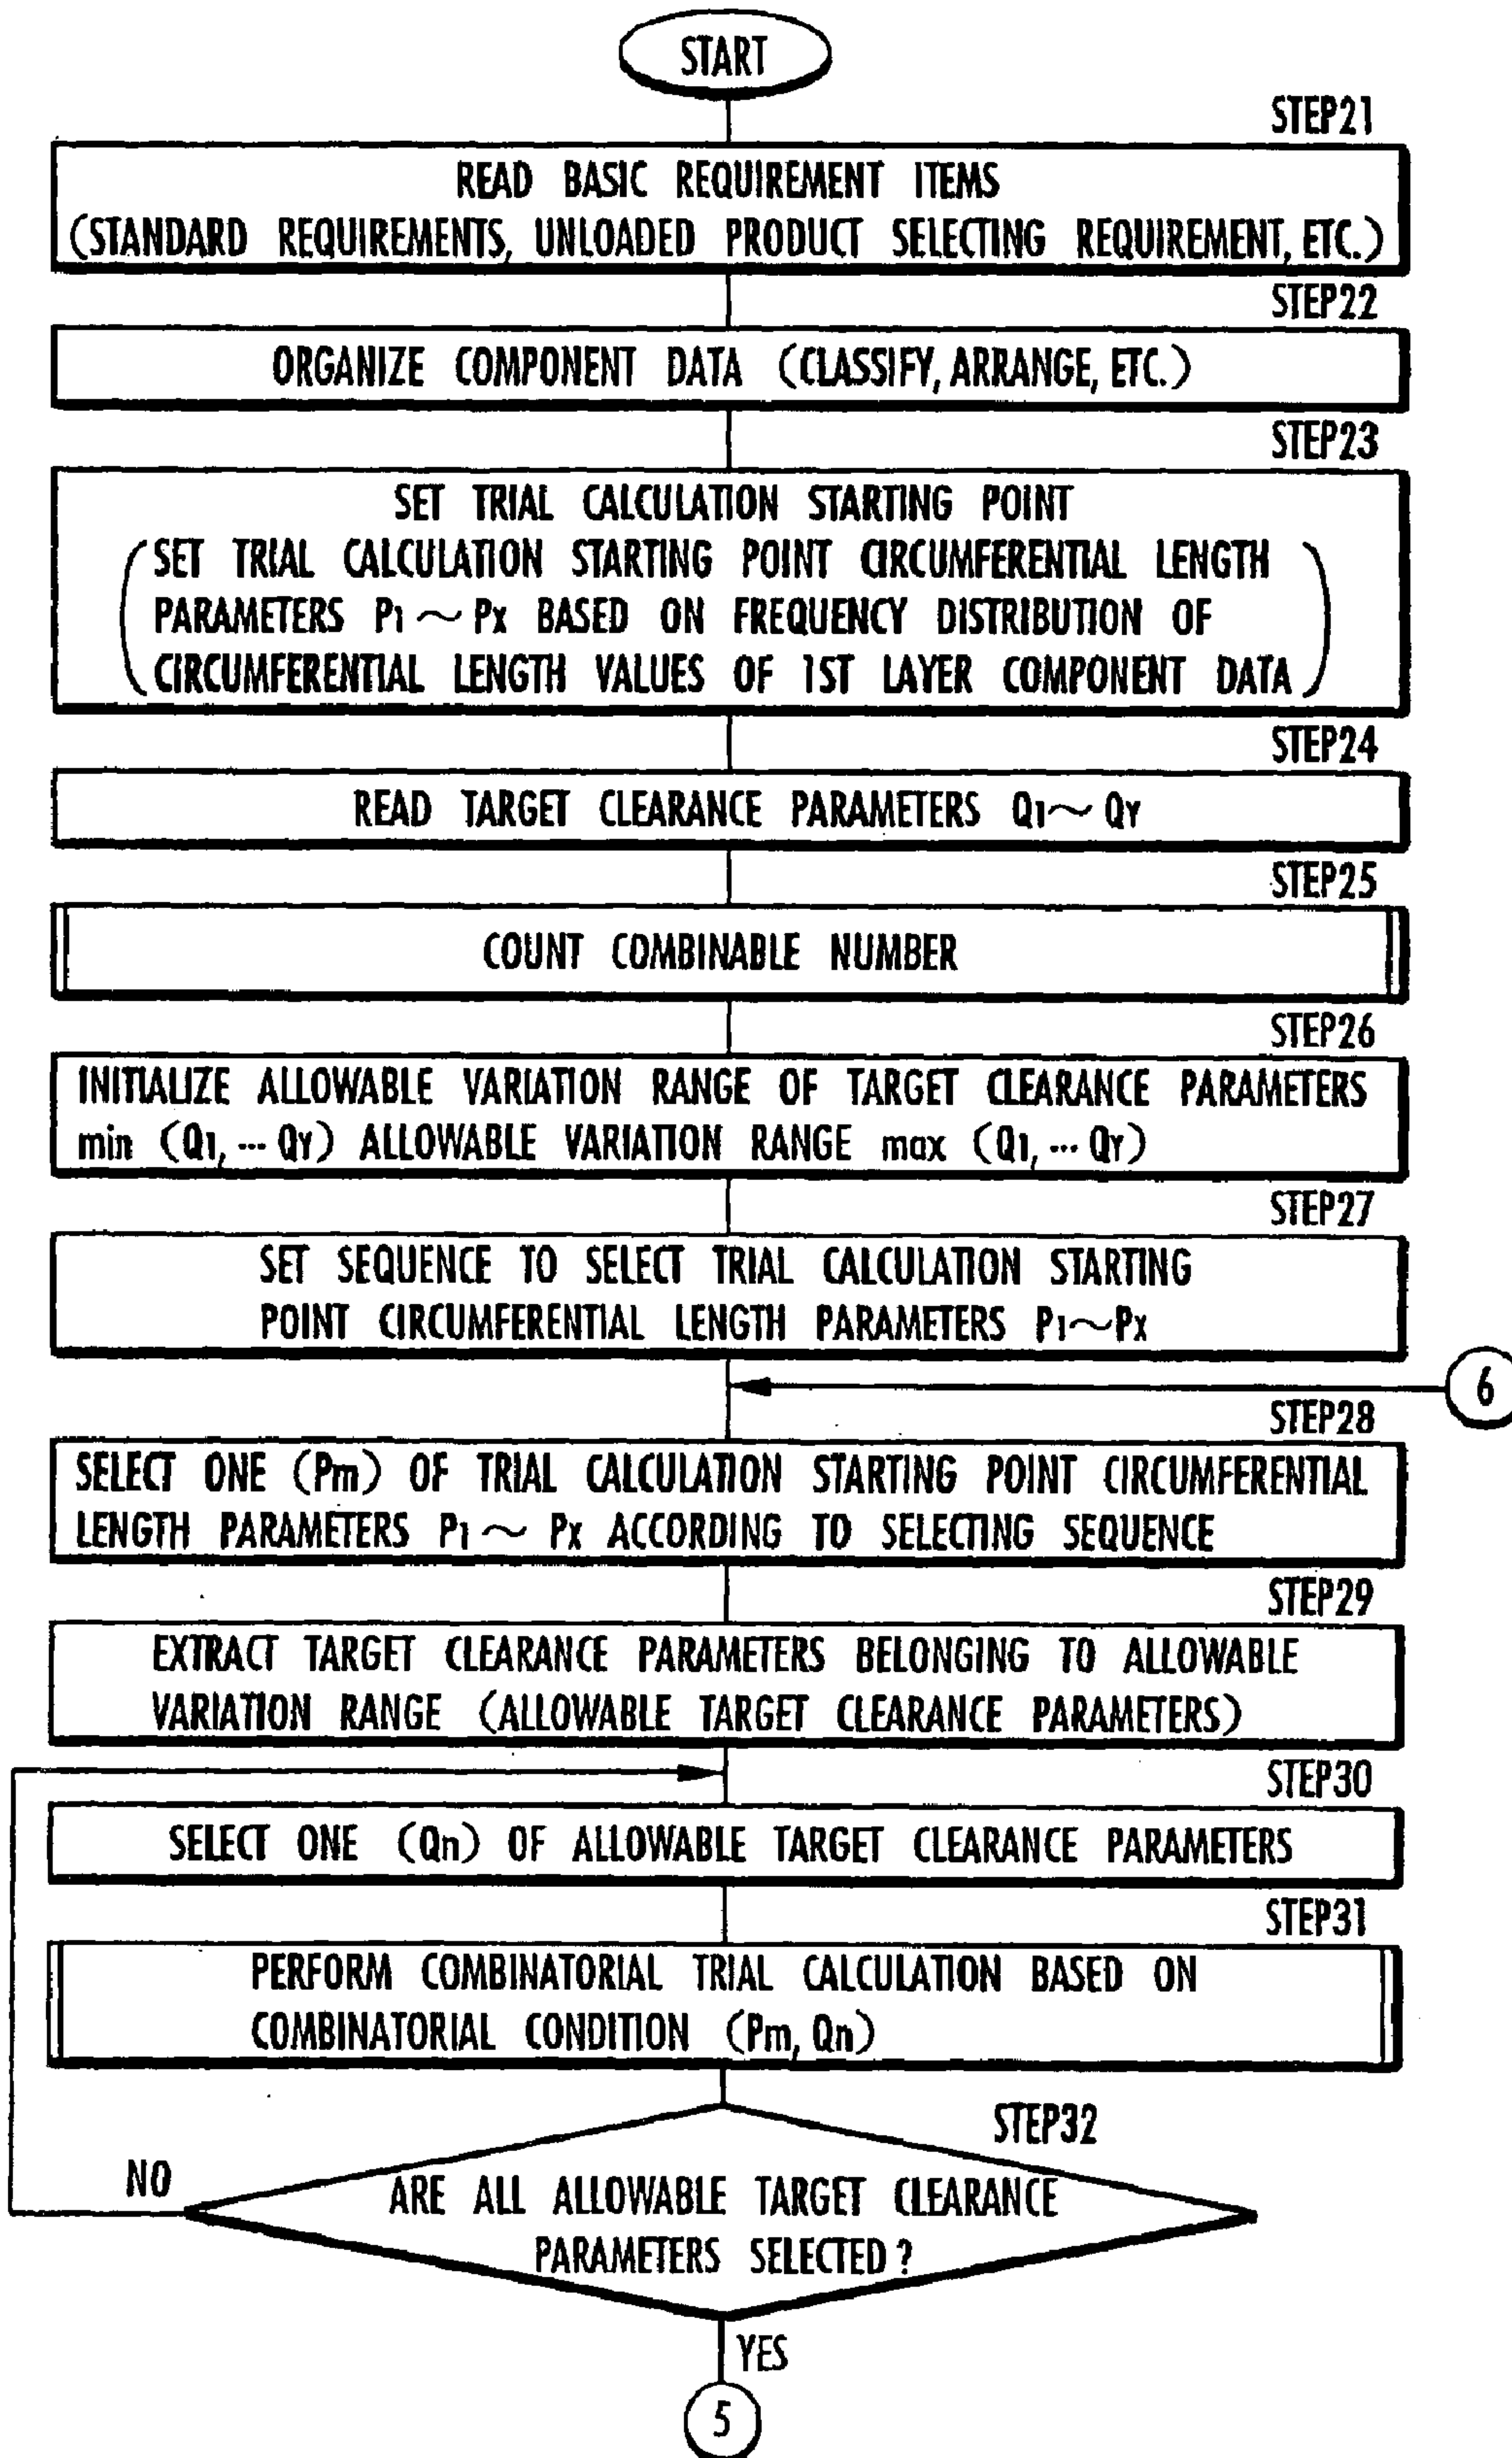 START
STEP21
READ BASIC REQUIREMENT ITEMS
(STANDARD REQUIREMENTS, UNLOADED PRODUCT SELECTING REQUIREMENT, ETC.)
STEP22
ORGANIZE COMPONENT DATA (CLASSIFY, ARRANGE, ETC.)
STEP23
SET TRIAL CALCULATION STARTING POINT
(SET TRIAL CALCULATION STARTING POINT CIRCUMFERENTIAL LENGTH
PARAMETERS P1 ~ PX BASED ON FREQUENCY DISTRIBUTION OF
CIRCUMFERENTIAL LENGTH VALUES OF 1ST LAYER COMPONENT DATA)
STEP24
READ TARGET CLEARANCE PARAMETERS Q1~ QY
STEP25
COUNT COMBINABLE NUMBER
STEP26
INITIALIZE ALLOWABLE VARIATION RANGE OF TARGET CLEARANCE PARAMETERS
min (Q1, ... QY) ALLOWABLE VARIATION RANGE max (Q1, ... QY)
STEP27
SET SEQUENCE TO SELECT TRIAL CALCULATION STARTING
POINT CIRCUMFERENTIAL LENGTH PARAMETERS P1~PX
6
STEP28
SELECT ONE (Pm) OF TRIAL CALCULATION STARTING POINT CIRCUMFERENTIAL
LENGTH PARAMETERS P1 ~ PX ACCORDING TO SELECTING SEQUENCE
STEP29
EXTRACT TARGET CLEARANCE PARAMETERS BELONGING TO ALLOWABLE
VARIATION RANGE (ALLOWABLE TARGET CLEARANCE PARAMETERS)
STEP30
SELECT ONE (Qn) OF ALLOWABLE TARGET CLEARANCE PARAMETERS
STEP31
PERFORM COMBINATORIAL TRIAL CALCULATION BASED ON
COMBINATORIAL CONDITION (Pm, Qn)
STEP32
NO
ARE ALL ALLOWABLE TARGET CLEARANCE
PARAMETERS SELECTED?
YES
5